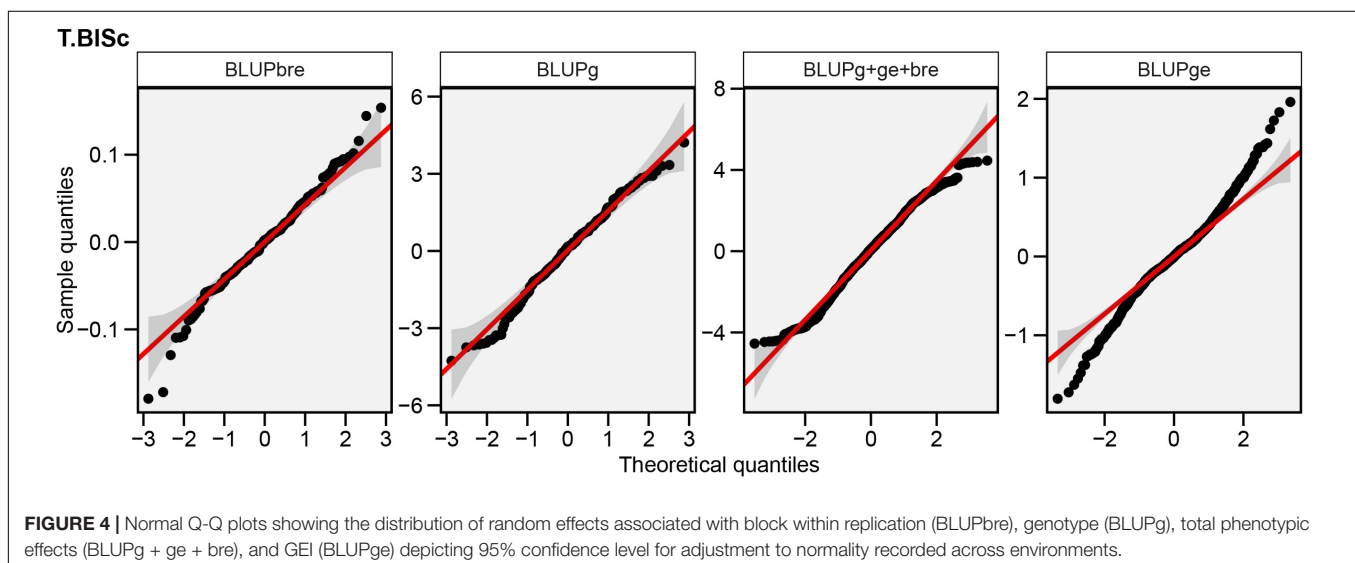 T.BISc
BLUPbre
BLUPg
BLUPg+ge+bre
BLUPge
Sample quantiles
0.1
0.0
−0.1
−3 −2 −1 0 1 2 3
6
3
0
−3
−6
−3 −2 −1 0 1 2 3
8
4
0
−4
−2 0 2
2
1
0
−1
−2 0 2
Theoretical quantiles
FIGURE 4 | Normal Q-Q plots showing the distribution of random effects associated with block within replication (BLUPbre), genotype (BLUPg), total phenotypic
effects (BLUPg + ge + bre), and GEI (BLUPge) depicting 95% confidence level for adjustment to normality recorded across environments.